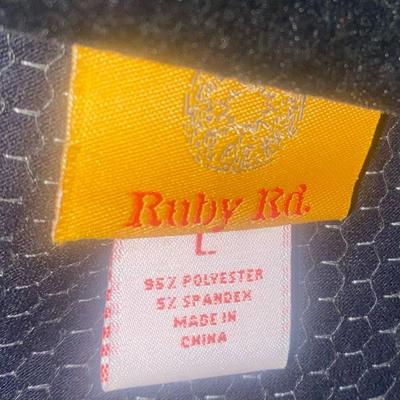 Ruby Rd.
L
95% POLYESTER
5% SPANDEX
MADE IN
CHINA